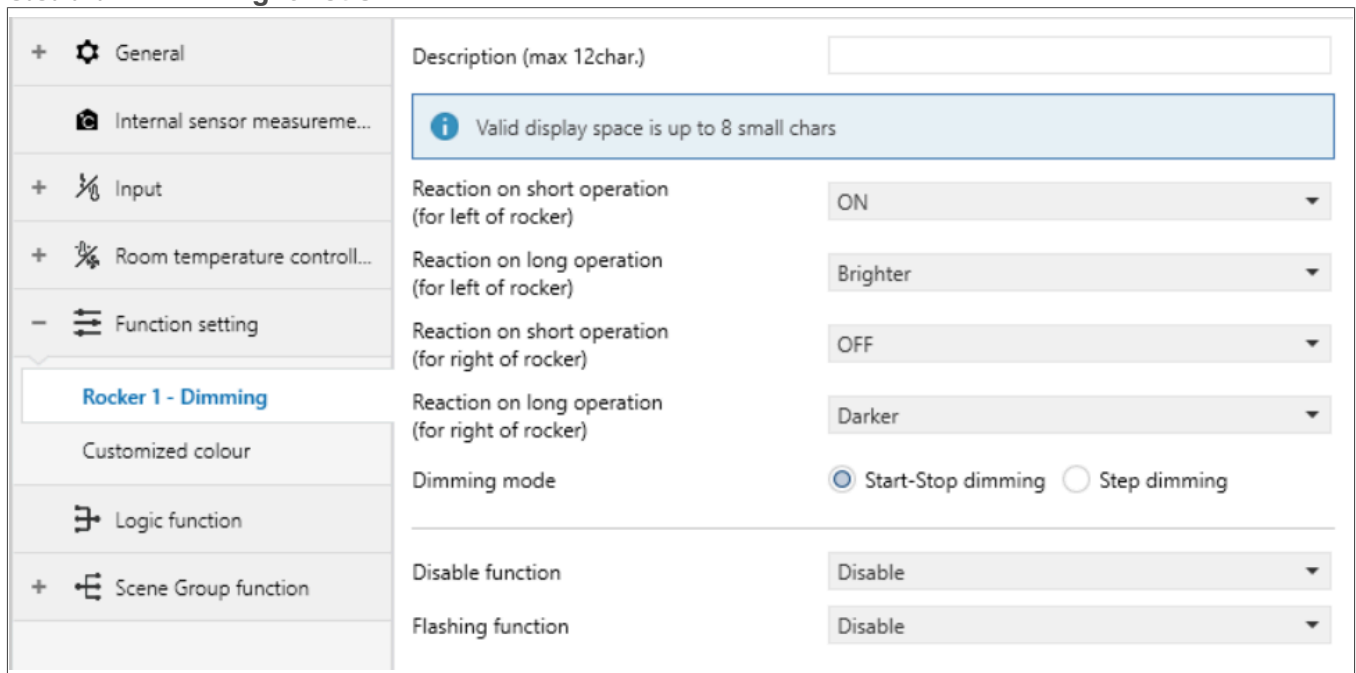 General
Internal sensor measureme...
Input
Room temperature controll...
Function setting
Rocker 1 - Dimming
Customized colour
Logic function
Scene Group function
Description (max 12char.)
Valid display space is up to 8 small chars
Reaction on short operation
(for left of rocker)
ON
Reaction on long operation
(for left of rocker)
Brighter
Reaction on short operation
(for right of rocker)
OFF
Reaction on long operation
(for right of rocker)
Darker
Dimming mode
Start-Stop dimming
Step dimming
Disable function
Disable
Flashing function
Disable